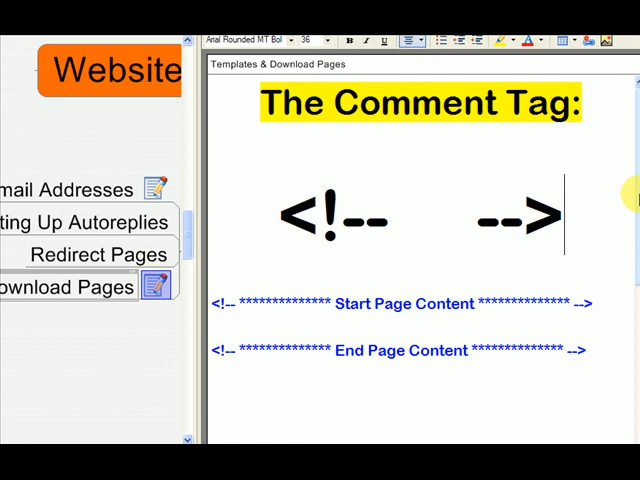 Arial Rounded MT Bol 36 B I U A
Website
Templates & Download Pages
The Comment Tag:
<!-- -->
mail Addresses
ting Up Autoreplies
Redirect Pages
ownload Pages
<!-- ************** Start Page Content ************** -->
<!-- ************** End Page Content ************** -->